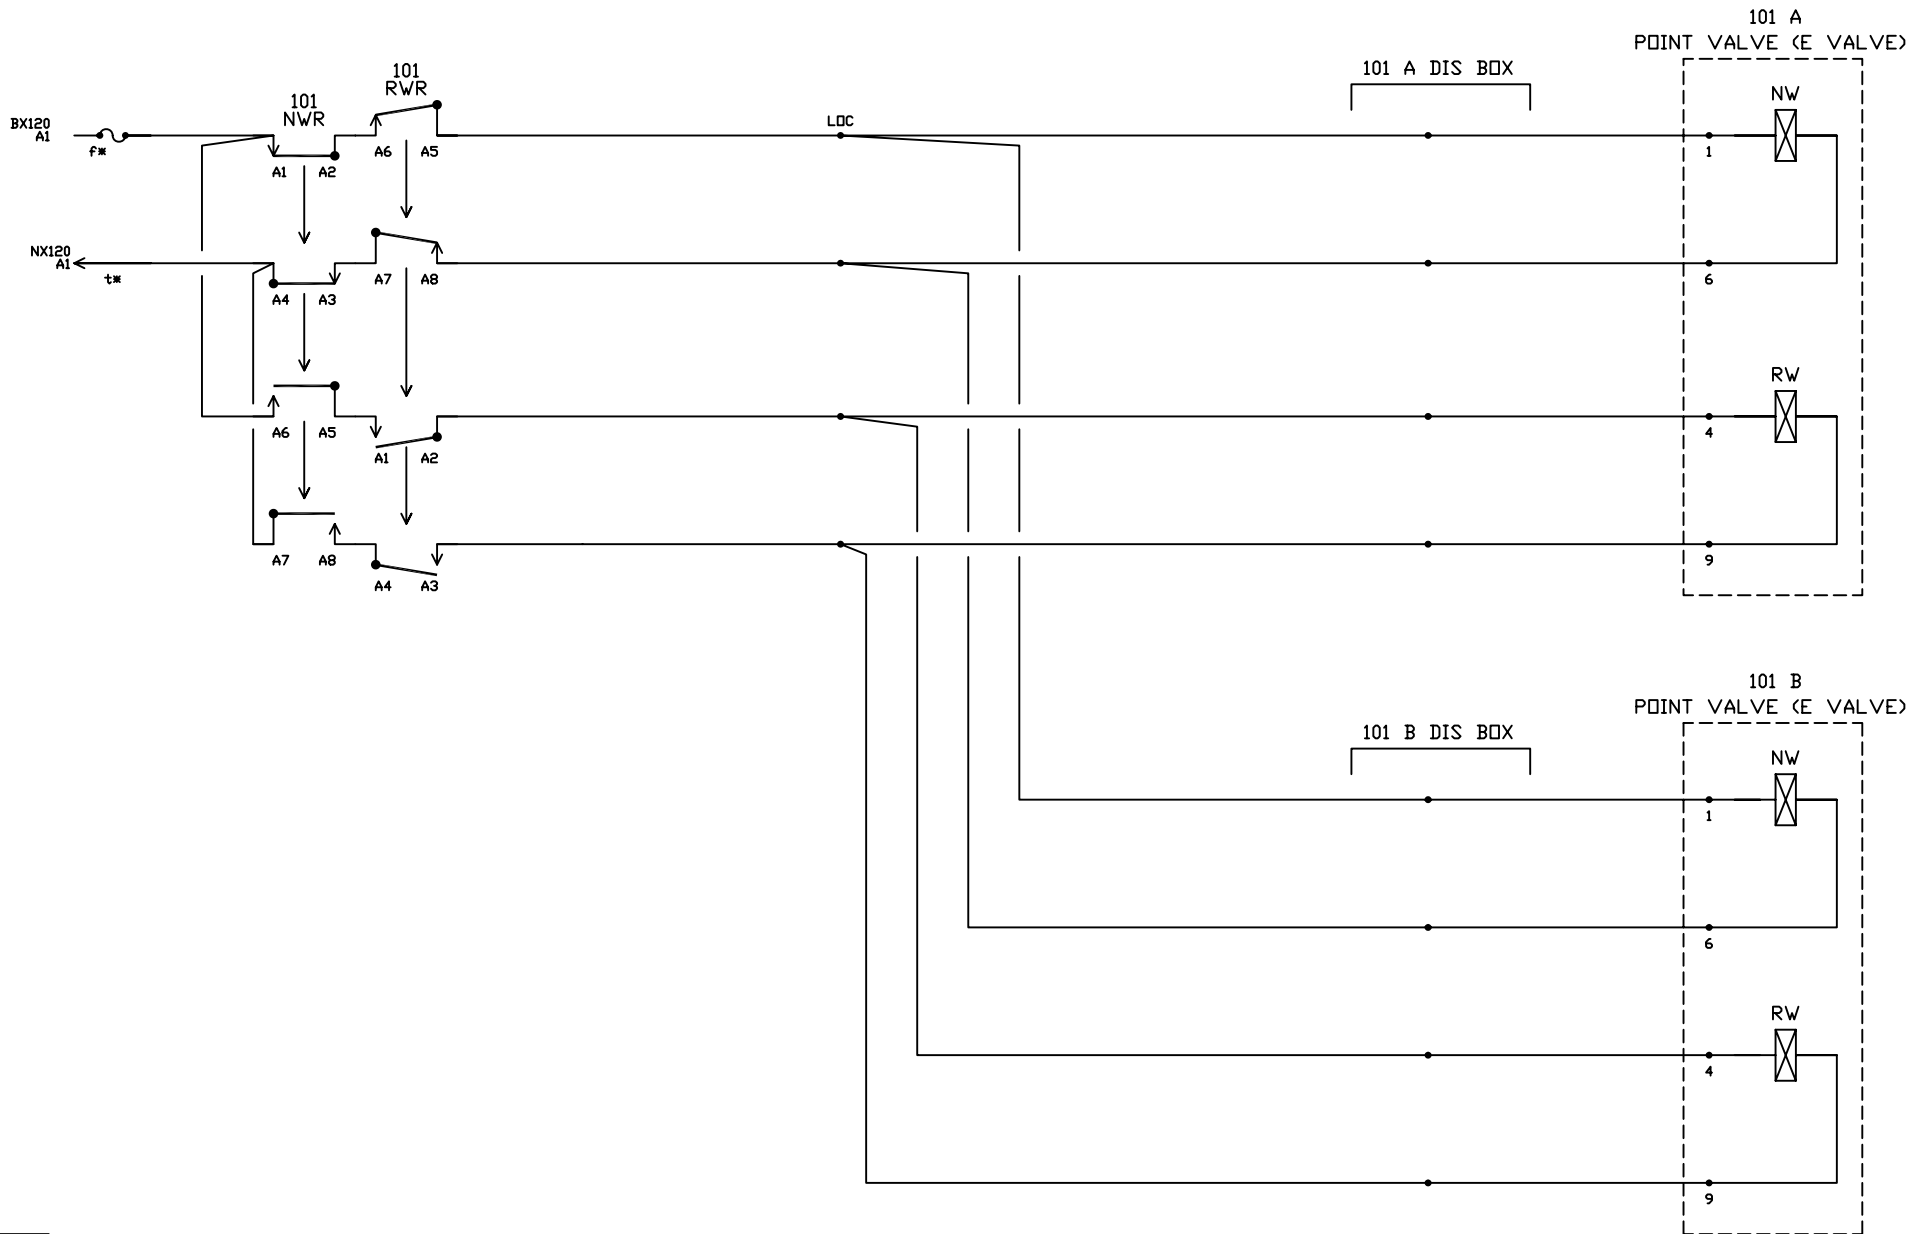 101 A
POINT VALVE (E VALVE)
101 A DIS BOX
101
RWR
101
NWR
NW
BX120
A1
f*
LOC
A1 A2
A6 A5
1
NX120
A1
t*
A4 A3
A7 A8
6
RW
A6 A5
A1 A2
4
A7 A8
A4 A3
9
101 B
POINT VALVE (E VALVE)
101 B DIS BOX
NW
1
6
RW
4
9